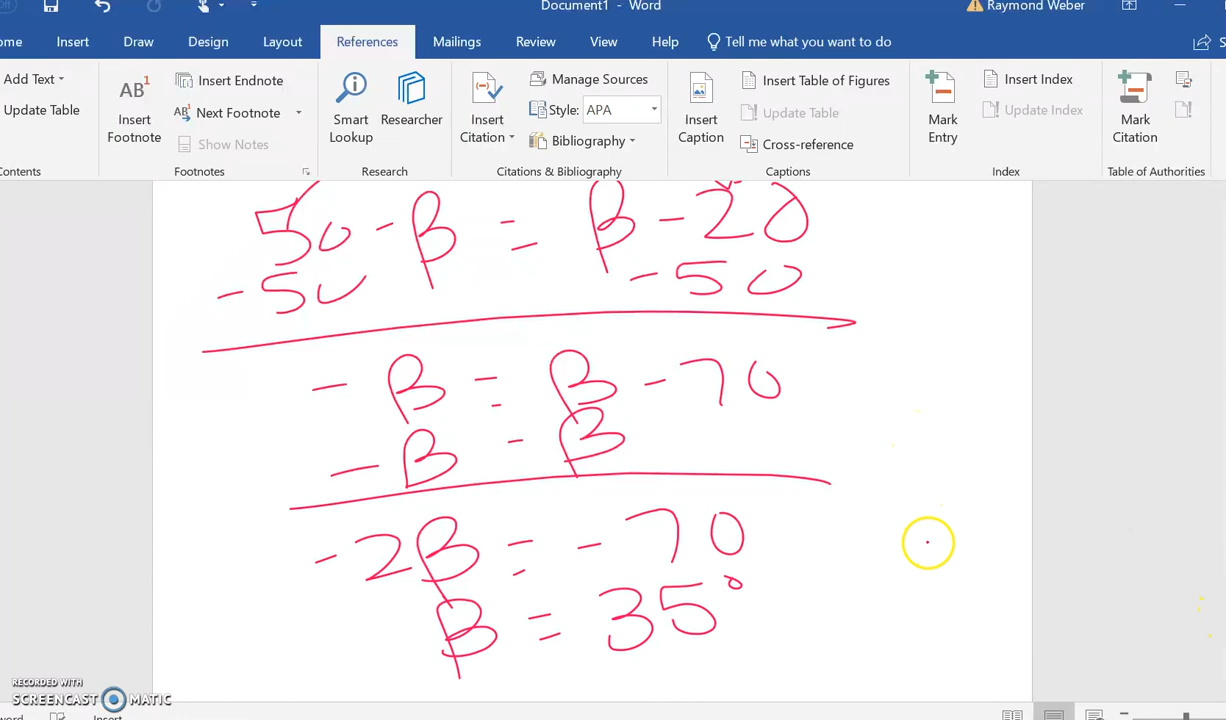 Document1 - Word
Raymond Weber
Insert Draw Design Layout References Mailings Review View Help Tell me what you want to do
Add Text
Update Table
AB1
Insert Footnote
Insert Endnote
Next Footnote
Show Notes
Footnotes
Smart Lookup
Researcher
Research
Insert Citation
Manage Sources
Style: APA
Bibliography
Citations & Bibliography
Insert Caption
Insert Table of Figures
Update Table
Cross-reference
Captions
Mark Entry
Insert Index
Update Index
Index
Mark Citation
Table of Authorities
50 - β = β - 20
-50 -50
- β = β - 70
- β - β
-2β = -70
β = 35°
RECORDED WITH
SCREENCAST MATIC